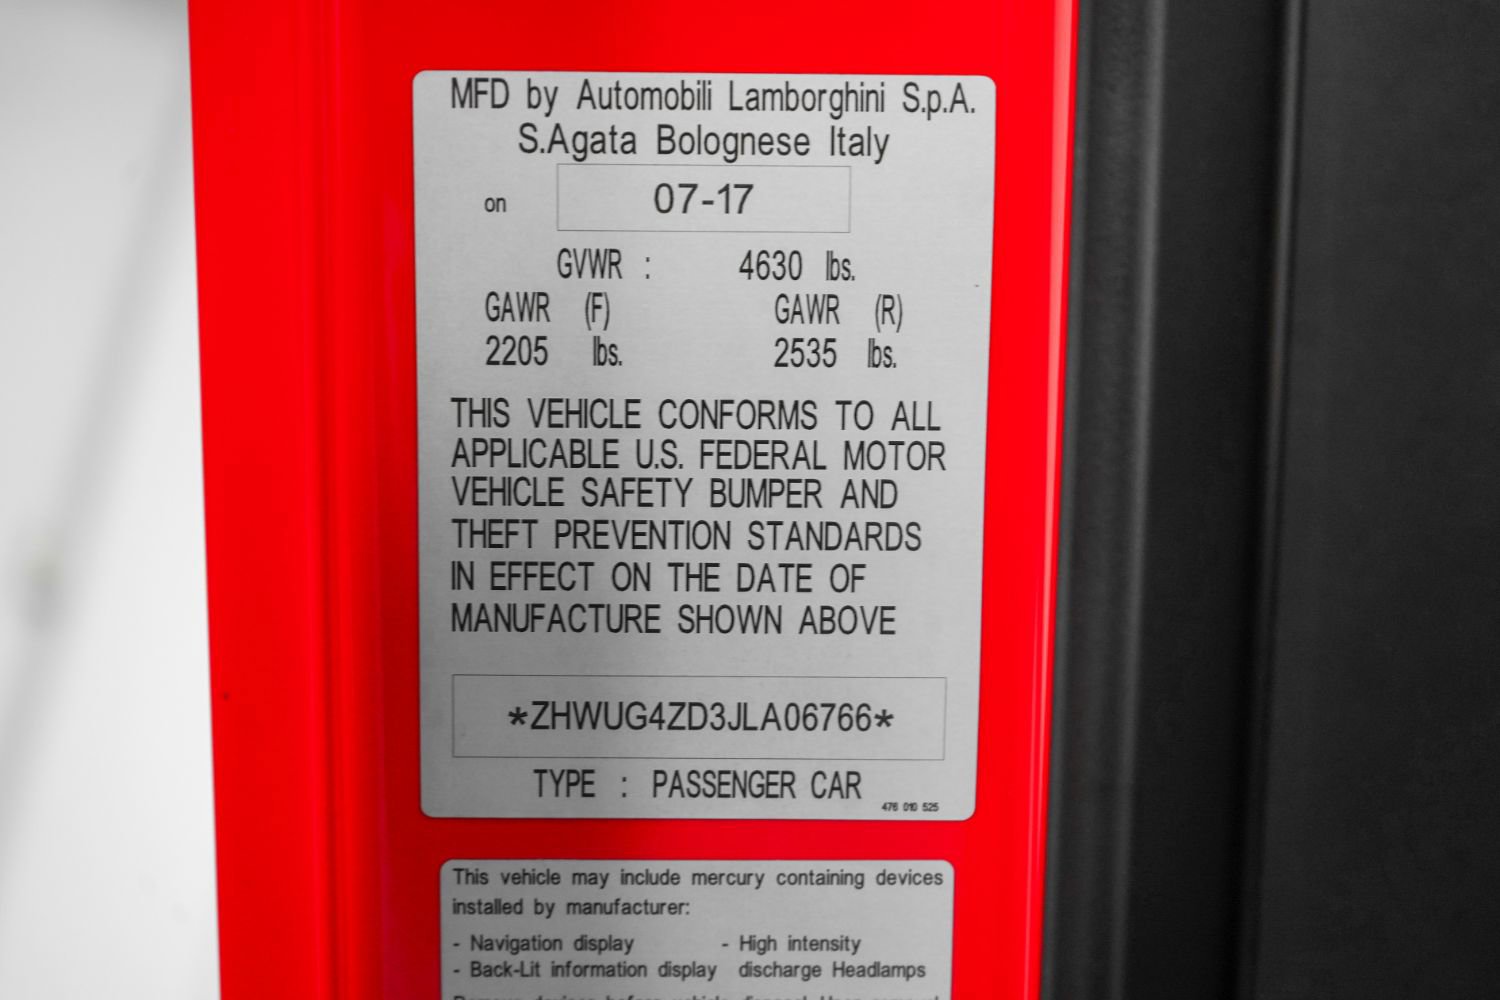 MFD by Automobili Lamborghini S.p.A.
S.Agata Bolognese Italy
on 07-17
GVWR : 4630 lbs.
GAWR (F) GAWR (R)
2205 lbs. 2535 lbs.
THIS VEHICLE CONFORMS TO ALL
APPLICABLE U.S. FEDERAL MOTOR
VEHICLE SAFETY BUMPER AND
THEFT PREVENTION STANDARDS
IN EFFECT ON THE DATE OF
MANUFACTURE SHOWN ABOVE
*ZHWUG4ZD3JLA06766*
TYPE : PASSENGER CAR
476 010 525
This vehicle may include mercury containing devices
installed by manufacturer:
- Navigation display - High intensity
- Back-Lit information display discharge Headlamps